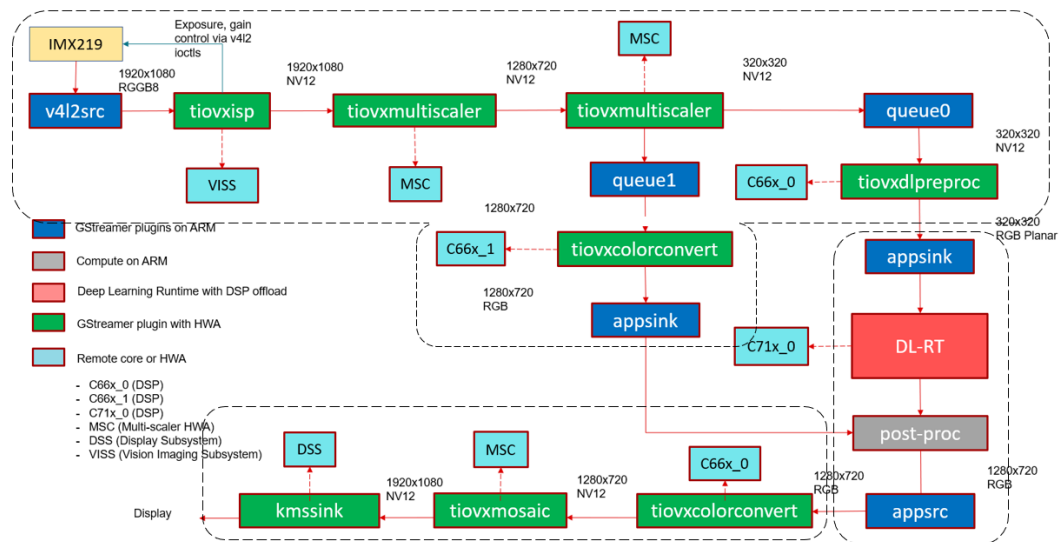 Exposure, gain
control via v4l2
ioctls
IMX219
MSC
1920x1080
RGGB8
1920x1080
NV12
1280x720
NV12
320x320
NV12
v4l2src
tiovxisp
tiovxmultiscaler
tiovxmultiscaler
queue0
320x320
NV12
VISS
MSC
queue1
C66x_0
tiovxdlpreproc
1280x720
320x320
RGB Planar
GStreamer plugins on ARM
C66x_1
tiovxcolorconvert
appsink
Compute on ARM
1280x720
RGB
Deep Learning Runtime with DSP offload
GStreamer plugin with HWA
appsink
C71x_0
DL-RT
Remote core or HWA
- C66x_0 (DSP)
- C66x_1 (DSP)
- C71x_0 (DSP)
- MSC (Multi-scaler HWA)
- DSS (Display Subsystem)
- VISS (Vision Imaging Subsystem)
post-proc
DSS
MSC
C66x_0
1920x1080
NV12
1280x720
NV12
1280x720
RGB
1280x720
RGB
Display
kmssink
tiovxmosaic
tiovxcolorconvert
appsrc